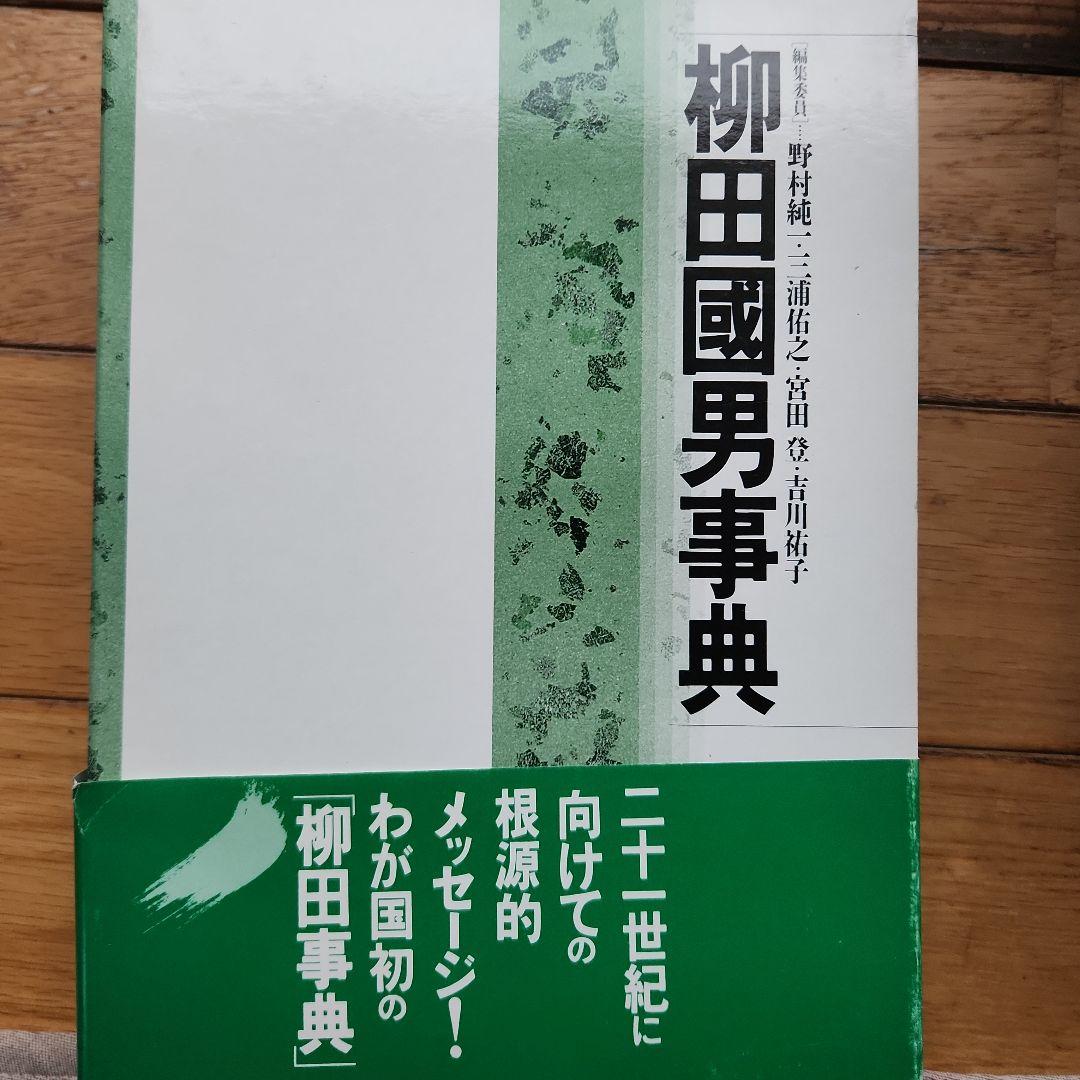 [編集委員]…野村純一・三浦佑之・宮田 登・吉川祐子
柳田國男事典
二十一世紀に
向けての
根源的
メッセージ!
わが国初の
「柳田事典」